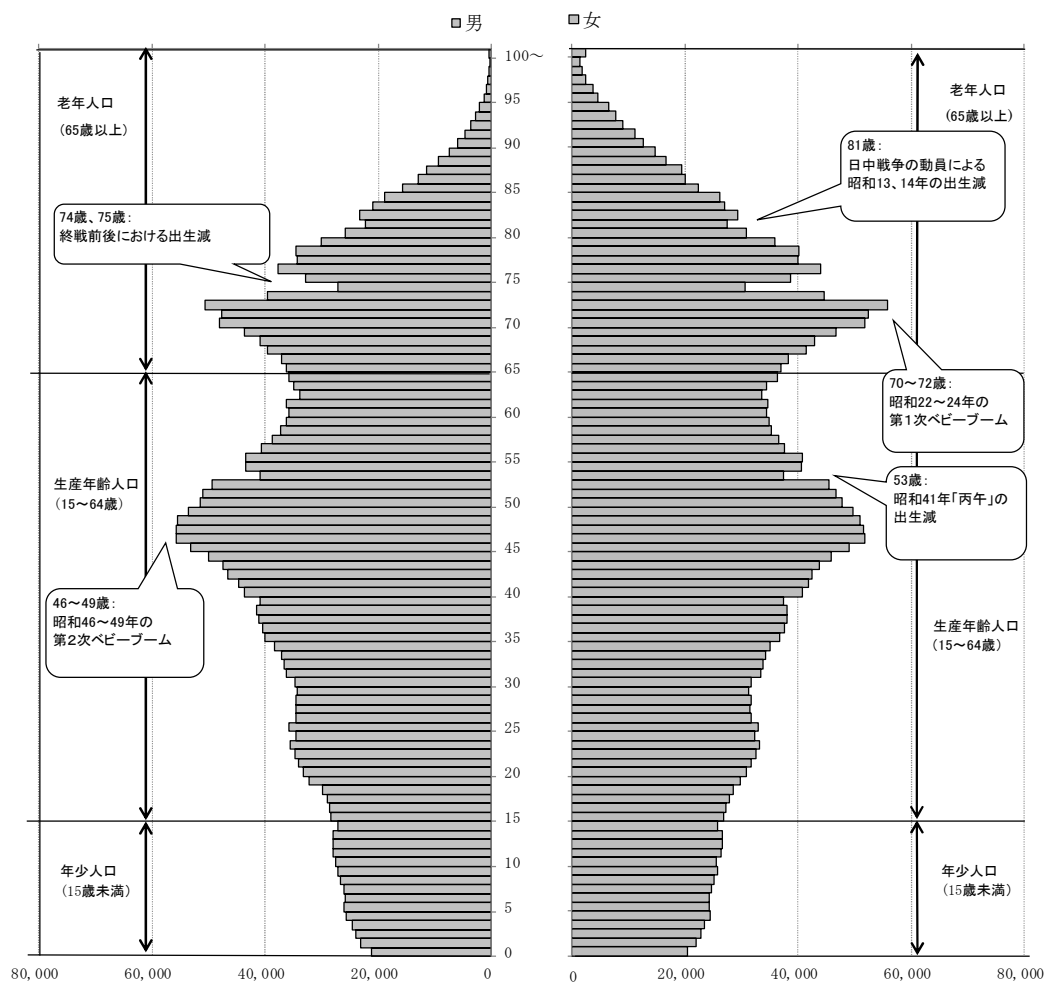 ■男
■女
100～
95
90
85
80
75
70
65
60
55
50
45
40
35
30
25
20
15
10
5
0
老年人口
(65歳以上)
74歳、75歳：
終戦前後における出生減
生産年齢人口
(15～64歳)
46～49歳：
昭和46～49年の
第2次ベビーブーム
年少人口
(15歳未満)
老年人口
(65歳以上)
81歳：
日中戦争の動員による
昭和13、14年の出生減
70～72歳：
昭和22～24年の
第1次ベビーブーム
53歳：
昭和41年「丙午」の
出生減
生産年齢人口
(15～64歳)
年少人口
(15歳未満)
80,000 60,000 40,000 20,000 0
0 20,000 40,000 60,000 80,000